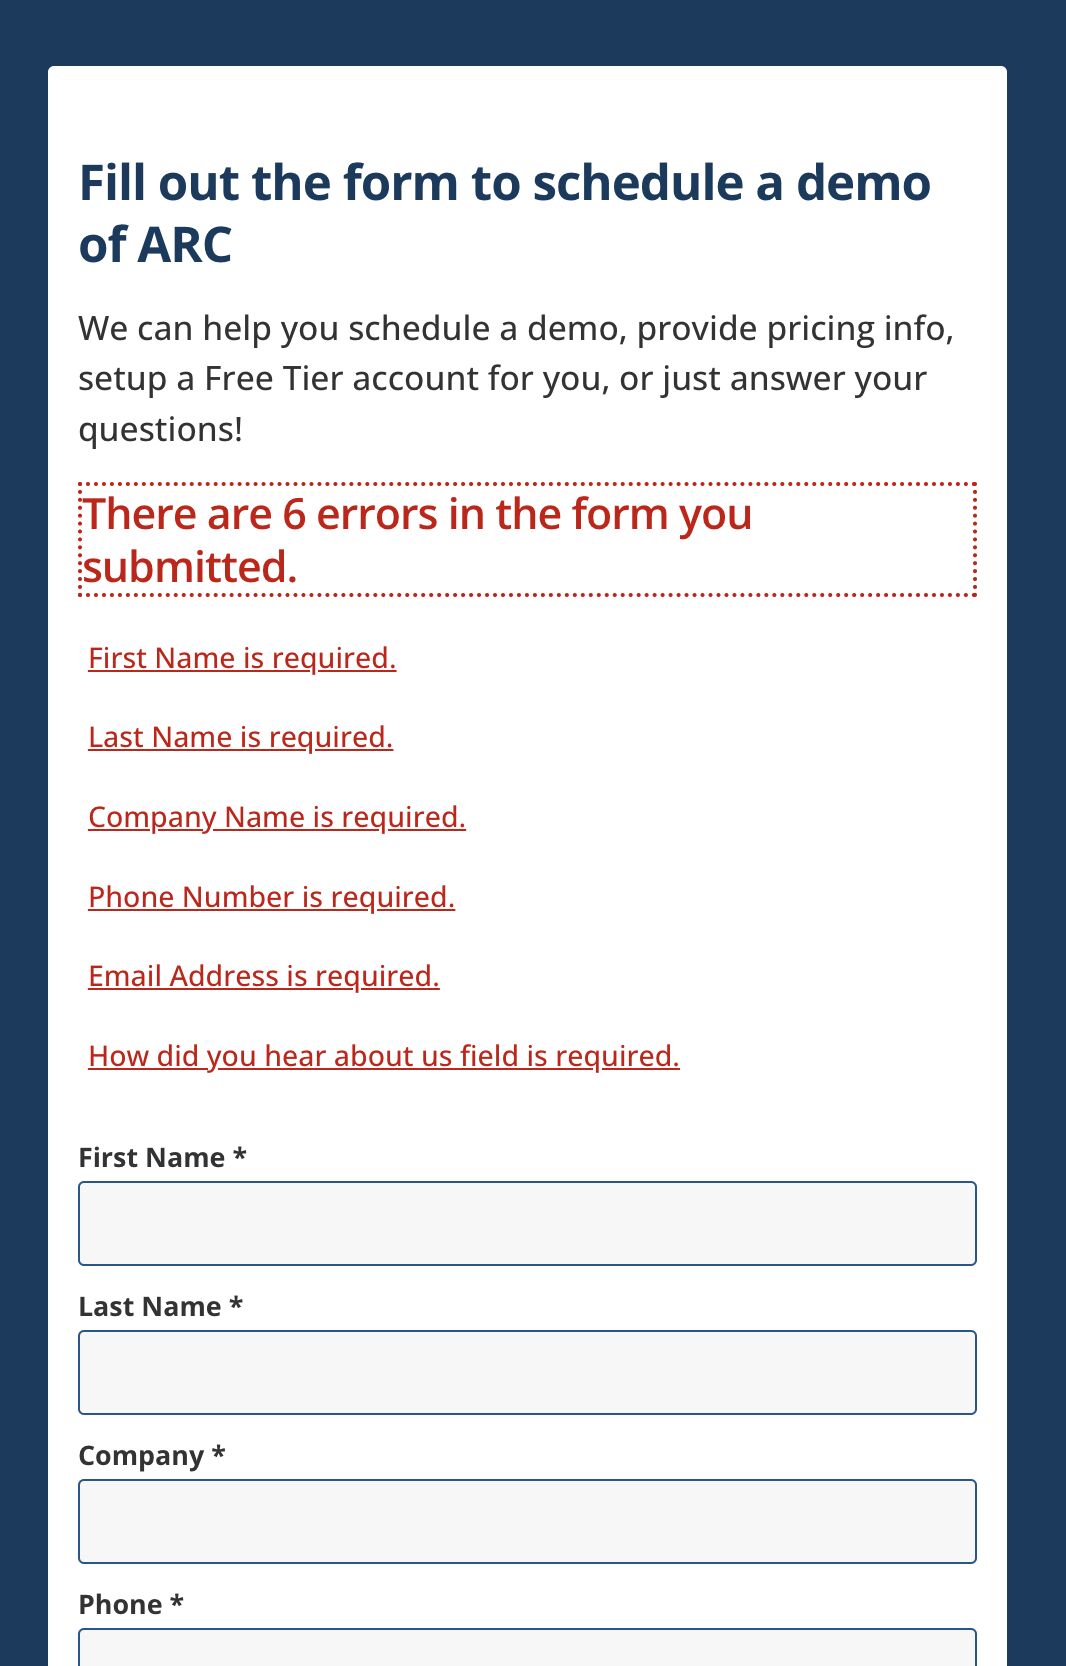 Fill out the form to schedule a demo
of ARC
We can help you schedule a demo, provide pricing info,
setup a Free Tier account for you, or just answer your
questions!
There are 6 errors in the form you
submitted.
First Name is required.
Last Name is required.
Company Name is required.
Phone Number is required.
Email Address is required.
How did you hear about us field is required.
First Name *
Last Name *
Company *
Phone *